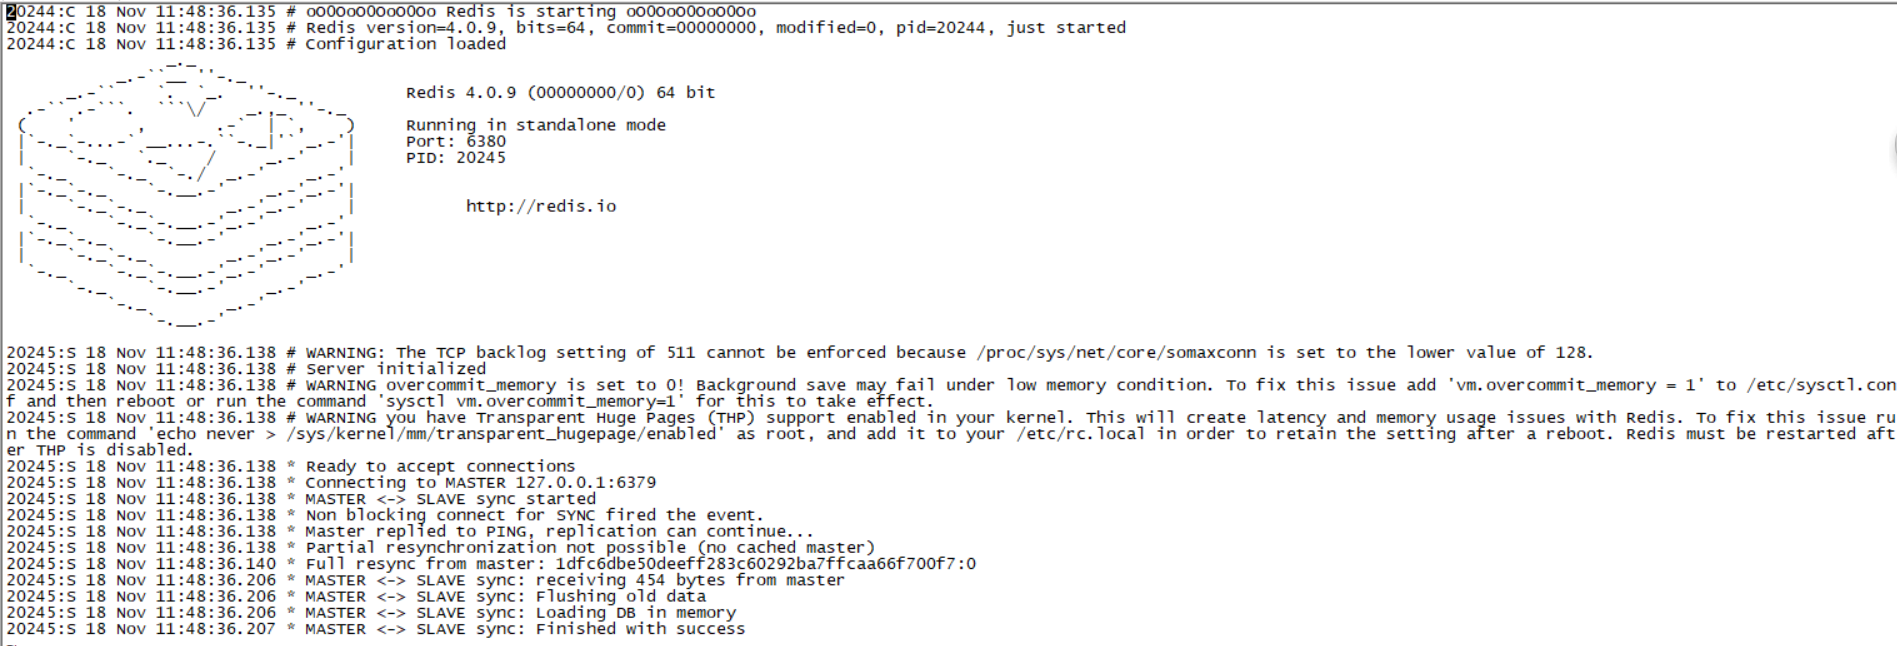 20244:C 18 Nov 11:48:36.135 # oO0OoO0OoO0Oo Redis is starting oO0OoO0OoO0Oo
20244:C 18 Nov 11:48:36.135 # Redis version=4.0.9, bits=64, commit=00000000, modified=0, pid=20244, just started
20244:C 18 Nov 11:48:36.135 # Configuration loaded
Redis 4.0.9 (00000000/0) 64 bit
Running in standalone mode
Port: 6380
PID: 20245
http://redis.io
20245:S 18 Nov 11:48:36.138 # WARNING: The TCP backlog setting of 511 cannot be enforced because /proc/sys/net/core/somaxconn is set to the lower value of 128.
20245:S 18 Nov 11:48:36.138 # Server initialized
20245:S 18 Nov 11:48:36.138 # WARNING overcommit_memory is set to 0! Background save may fail under low memory condition. To fix this issue add 'vm.overcommit_memory = 1' to /etc/sysctl.con
f and then reboot or run the command 'sysctl vm.overcommit_memory=1' for this to take effect.
20245:S 18 Nov 11:48:36.138 # WARNING you have Transparent Huge Pages (THP) support enabled in your kernel. This will create latency and memory usage issues with Redis. To fix this issue ru
n the command 'echo never > /sys/kernel/mm/transparent_hugepage/enabled' as root, and add it to your /etc/rc.local in order to retain the setting after a reboot. Redis must be restarted aft
er THP is disabled.
20245:S 18 Nov 11:48:36.138 * Ready to accept connections
20245:S 18 Nov 11:48:36.138 * Connecting to MASTER 127.0.0.1:6379
20245:S 18 Nov 11:48:36.138 * MASTER <-> SLAVE sync started
20245:S 18 Nov 11:48:36.138 * Non blocking connect for SYNC fired the event.
20245:S 18 Nov 11:48:36.138 * Master replied to PING, replication can continue...
20245:S 18 Nov 11:48:36.138 * Partial resynchronization not possible (no cached master)
20245:S 18 Nov 11:48:36.140 * Full resync from master: 1dfc6dbe50deeff283c60292ba7ffcaa66f700f7:0
20245:S 18 Nov 11:48:36.206 * MASTER <-> SLAVE sync: receiving 454 bytes from master
20245:S 18 Nov 11:48:36.206 * MASTER <-> SLAVE sync: Flushing old data
20245:S 18 Nov 11:48:36.206 * MASTER <-> SLAVE sync: Loading DB in memory
20245:S 18 Nov 11:48:36.207 * MASTER <-> SLAVE sync: Finished with success